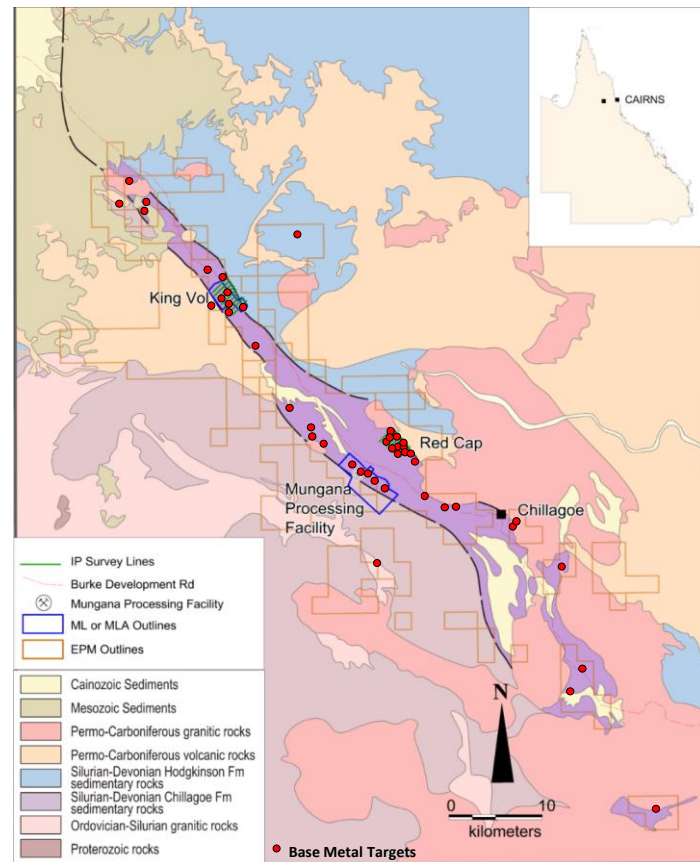 CAIRNS
King Vol
Red Cap
Mungana
Processing
Facility
Chillagoe
IP Survey Lines
Burke Development Rd
Mungana Processing Facility
ML or MLA Outlines
EPM Outlines
Cainozoic Sediments
Mesozoic Sediments
Permo-Carboniferous granitic rocks
Permo-Carboniferous volcanic rocks
Silurian-Devonian Hodgkinson Fm
sedimentary rocks
Silurian-Devonian Chillagoe Fm
sedimentary rocks
Ordovician-Silurian granitic rocks
Proterozoic rocks
N
0 10
kilometers
Base Metal Targets